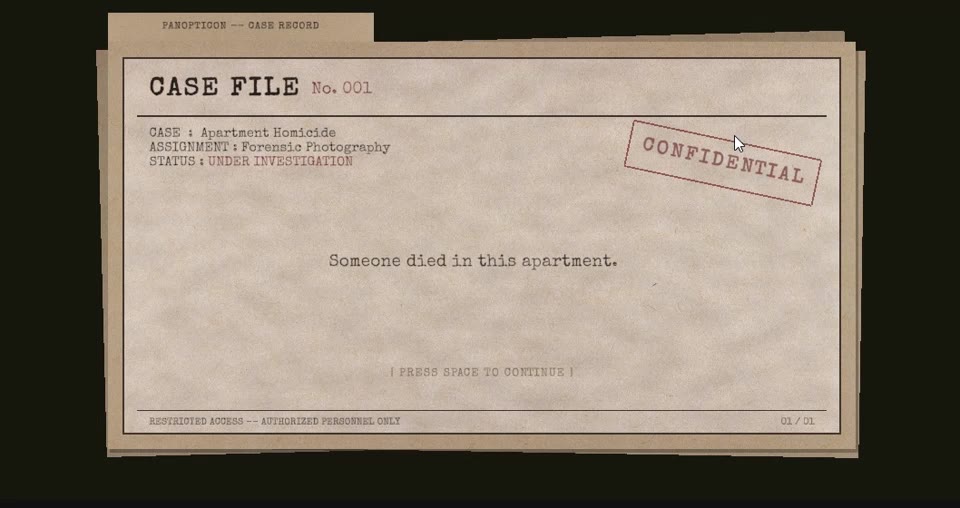 PANOPTICON -- CASE RECORD
CASE FILE No. 001
CASE : Apartment Homicide
ASSIGNMENT : Forensic Photography
STATUS : UNDER INVESTIGATION
CONFIDENTIAL
Someone died in this apartment.
| PRESS SPACE TO CONTINUE |
RESTRICTED ACCESS -- AUTHORIZED PERSONNEL ONLY
01 / 01